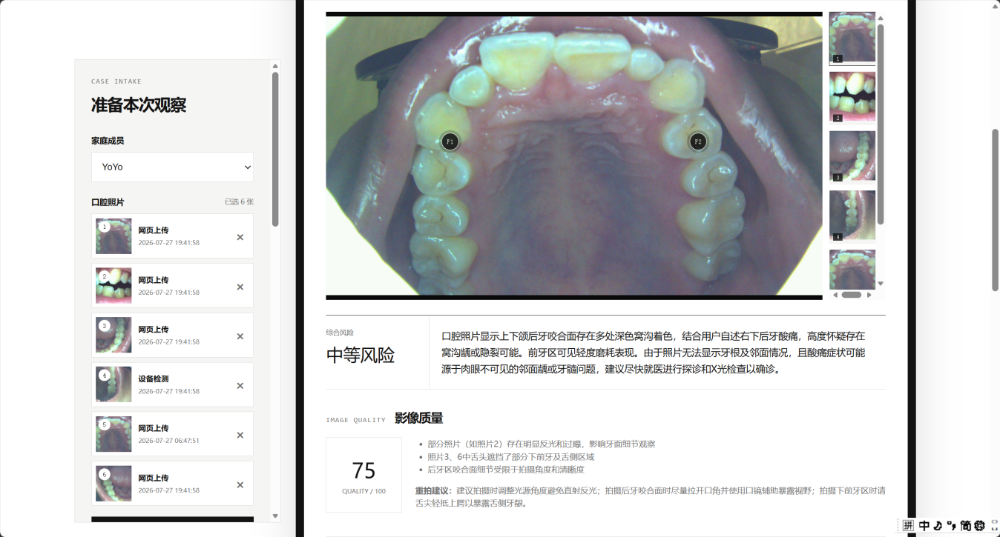 CASE INTAKE
准备本次观察
家庭成员
YoYo
口腔照片 已选 6 张
1
网页上传
2026-07-27 19:41:58
2
网页上传
2026-07-27 19:41:58
3
网页上传
2026-07-27 19:41:58
4
设备检测
2026-07-27 19:41:58
5
网页上传
2026-07-27 06:47:51
6
网页上传
2026-07-27 19:41:58
F1
F2
1
2
3
4
综合风险
中等风险
口腔照片显示上下颌后牙咬合面存在多处深色窝沟着色，结合用户自述右下后牙酸痛，高度怀疑存在
窝沟龋或隐裂可能。前牙区可见轻度磨耗表现。由于照片无法显示牙根及邻面情况，且酸痛症状可能
源于肉眼不可见的邻面龋或牙髓问题，建议尽快就医进行探诊和X光检查以确诊。
IMAGE QUALITY 影像质量
75
QUALITY / 100
部分照片（如照片2）存在明显反光和过曝，影响牙面细节观察
照片3、6中舌头遮挡了部分下前牙及舌侧区域
后牙区咬合面细节受限于拍摄角度和清晰度
重拍建议：建议拍摄时调整光源角度避免直射反光；拍摄后牙咬合面时尽量拉开口角并使用口镜辅助暴露视野；拍摄下前牙区时请
舌尖轻抵上腭以暴露舌侧牙龈。
拼 中 简